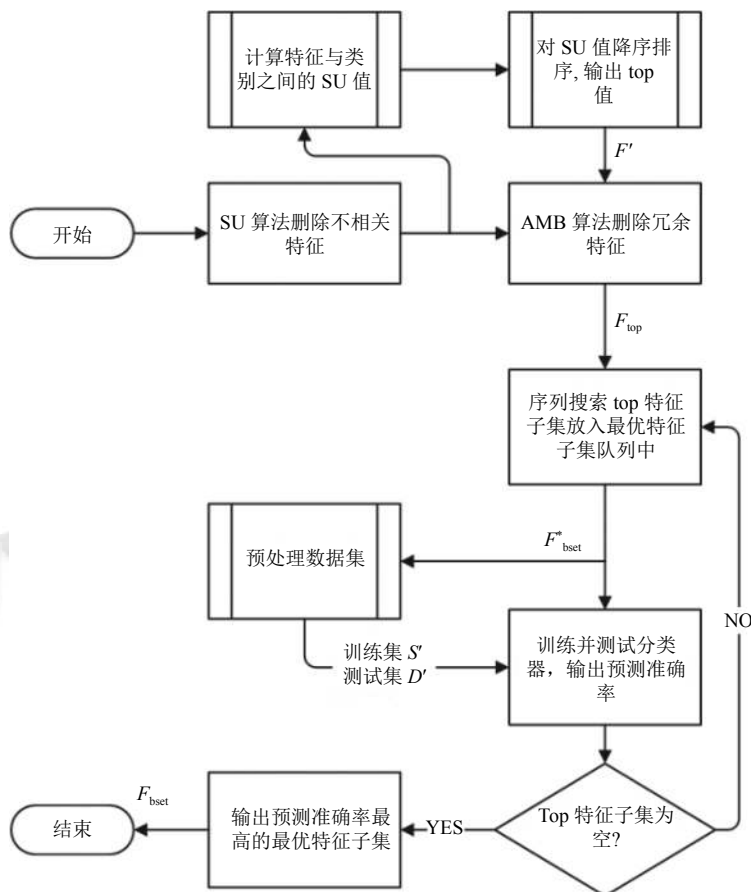 计算特征与类
别之间的 SU 值
对 SU 值降序排
序, 输出 top
值
F′
开始
SU 算法删除不相关
特征
AMB 算法删除冗余
特征
F_top
序列搜索 top 特征
子集放入最优特征
子集队列中
预处理数据集
F*_bset
NO
训练集 S′
测试集 D′
训练并测试分类
器，输出预测准确
率
F_bset
结束
输出预测准确率最
高的最优特征子集
YES
Top 特征子集为
空?